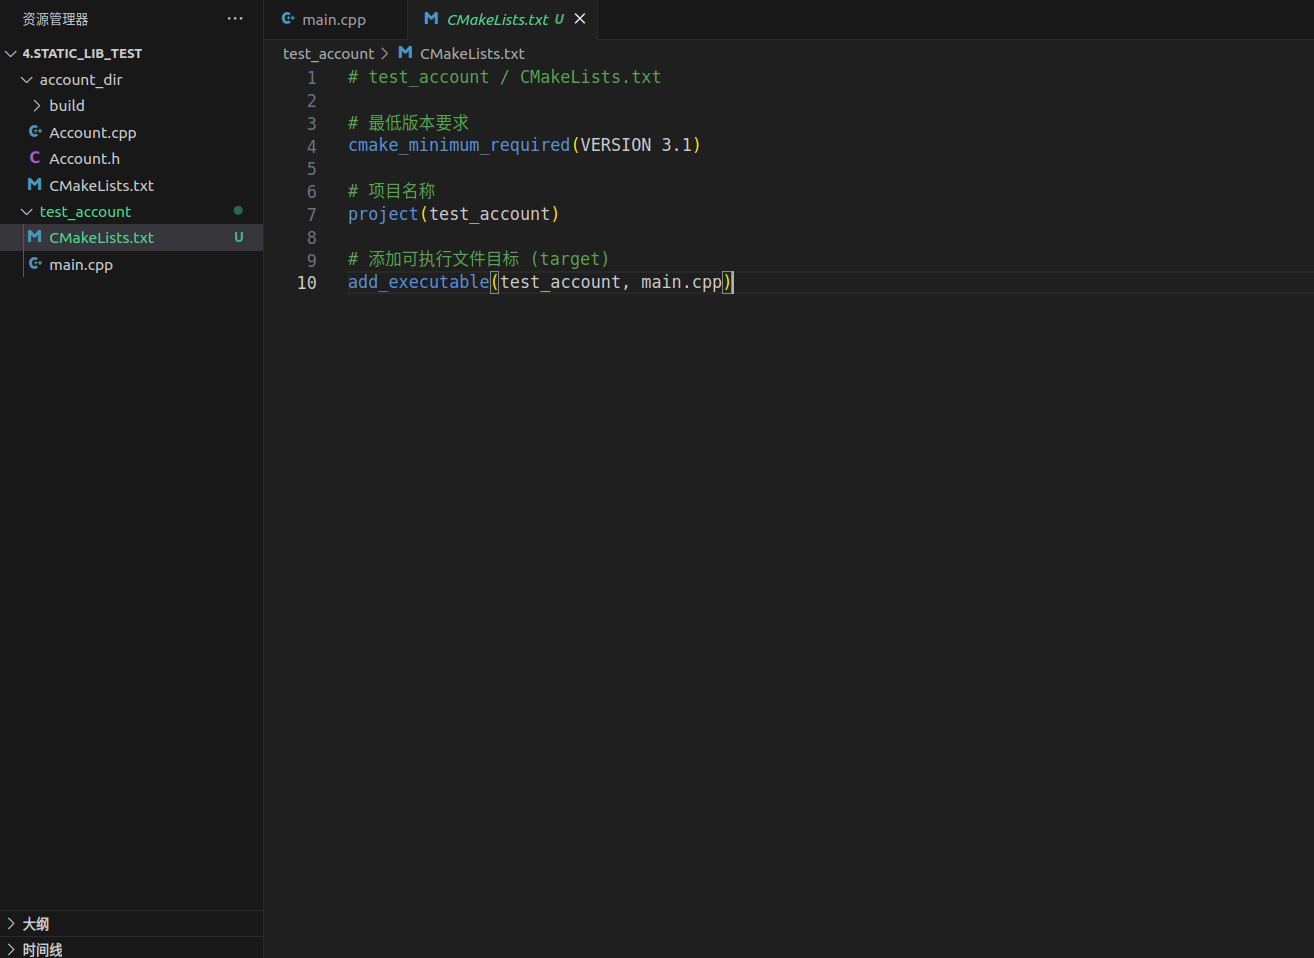 资源管理器 ···
4.STATIC_LIB_TEST
account_dir
build
C++ Account.cpp
C Account.h
M CMakeLists.txt
test_account
M CMakeLists.txt U
C++ main.cpp
大纲
时间线
C++ main.cpp
M CMakeLists.txt U
test_account > M CMakeLists.txt
1 # test_account / CMakeLists.txt
2
3 # 最低版本要求
4 cmake_minimum_required(VERSION 3.1)
5
6 # 项目名称
7 project(test_account)
8
9 # 添加可执行文件目标 (target)
10 add_executable(test_account, main.cpp)